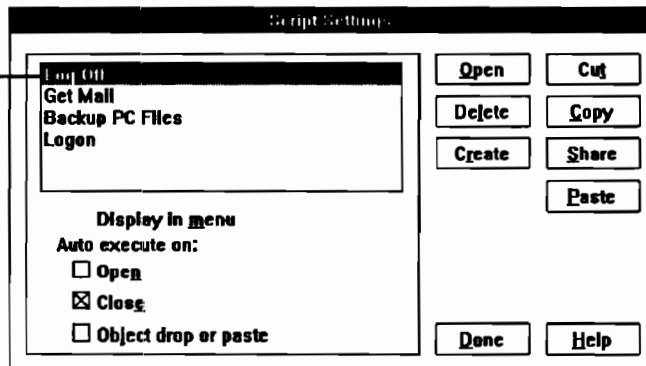 Script Settings
Log Off
Get Mail
Backup PC Files
Logon
Display in menu
Auto execute on:
Open
Close
Object drop or paste
Open
Cut
Delete
Copy
Create
Share
Paste
Done
Help